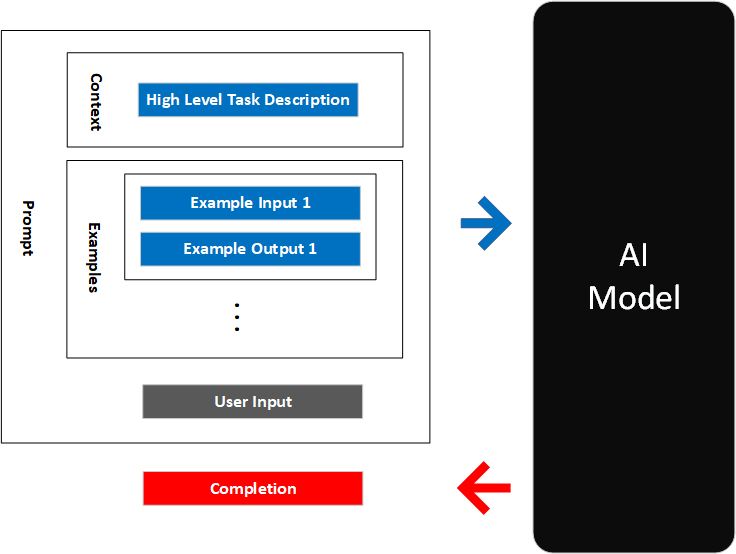 Prompt
Context
High Level Task Description
Examples
Example Input 1
Example Output 1
User Input
Completion
AI
Model